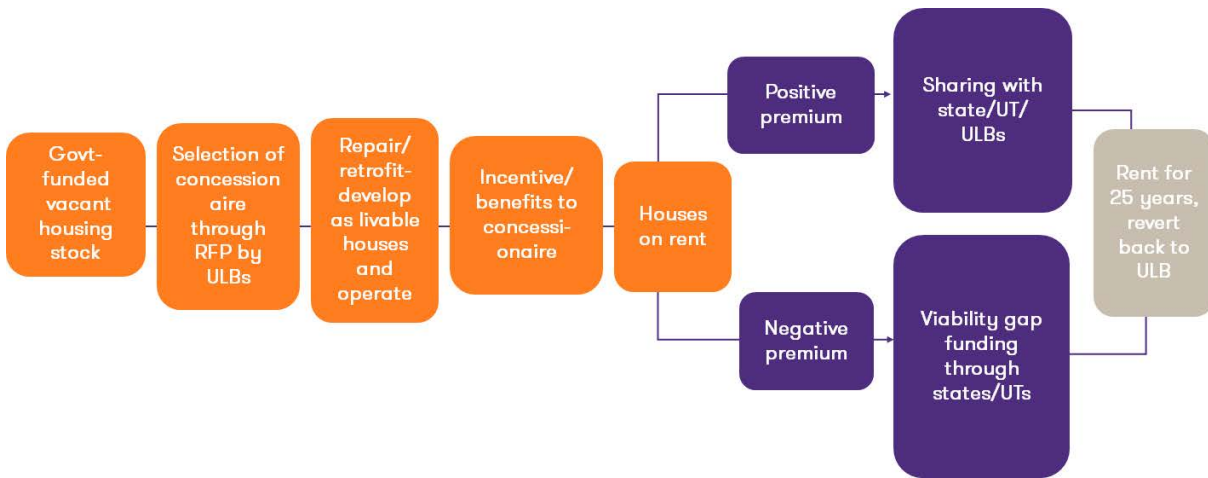 Govt-
funded
vacant
housing
stock
Selection of
concession
aire
through
RFP by
ULBs
Repair/
retrofit-
develop
as livable
houses
and
operate
Incentive/
benefits to
concessi-
onaire
Houses
on rent
Positive
premium
Sharing with
state/UT/
ULBs
Negative
premium
Viability gap
funding
through
states/UTs
Rent for
25 years,
revert
back to
ULB